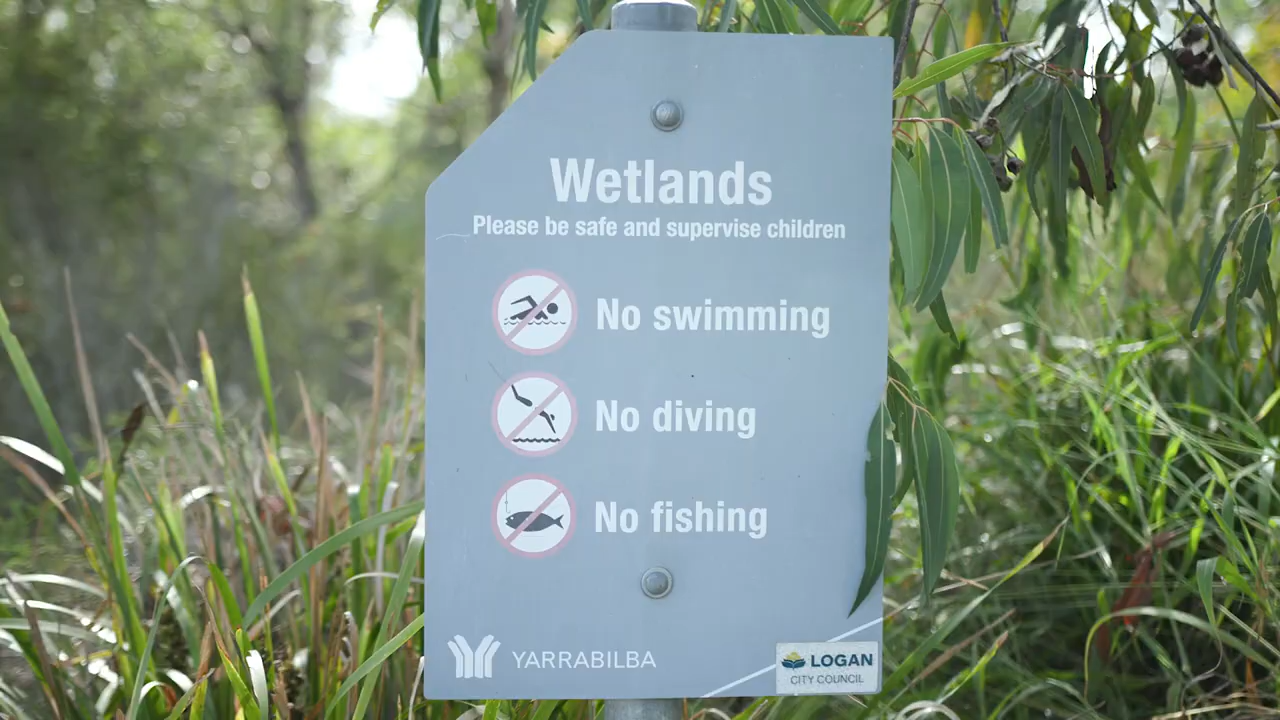 Wetlands
Please be safe and supervise children
No swimming
No diving
No fishing
YARRABILBA
LOGAN
CITY COUNCIL